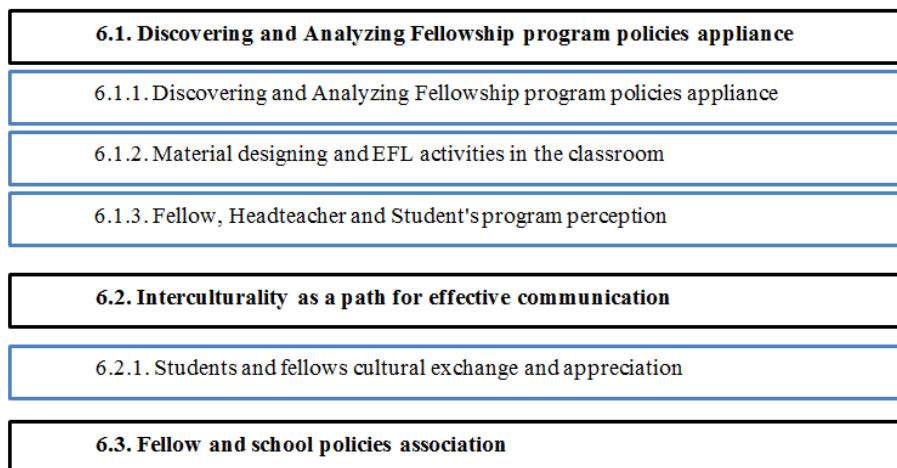 6.1. Discovering and Analyzing Fellowship program policies appliance
6.1.1. Discovering and Analyzing Fellowship program policies appliance
6.1.2. Material designing and EFL activities in the classroom
6.1.3. Fellow, Headteacher and Student's program perception
6.2. Interculturality as a path for effective communication
6.2.1. Students and fellows cultural exchange and appreciation
6.3. Fellow and school policies association